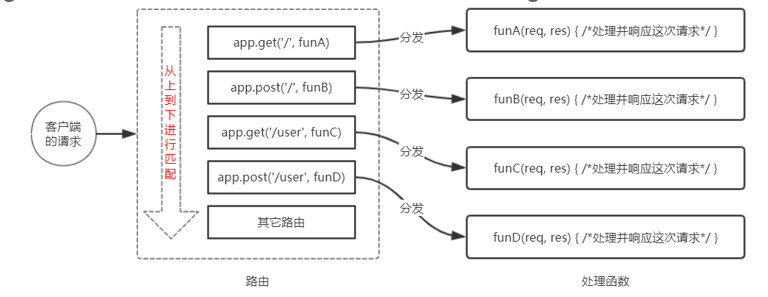 客户端
的请求
从上到下进行匹配
app.get('/', funA)
app.post('/', funB)
app.get('/user', funC)
app.post('/user', funD)
其它路由
路由
分发
分发
分发
分发
funA(req, res) { /*处理并响应这次请求*/ }
funB(req, res) { /*处理并响应这次请求*/ }
funC(req, res) { /*处理并响应这次请求*/ }
funD(req, res) { /*处理并响应这次请求*/ }
处理函数